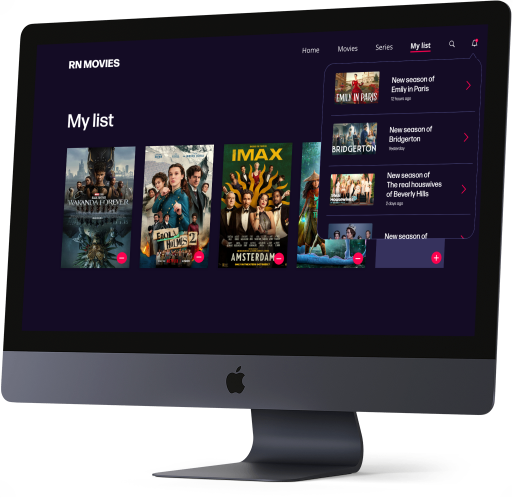 Home Movies Series My list
RN MOVIES
My list
New season of
Emily in Paris
12 hours ago
EMILY IN PARIS
New season of
Bridgerton
Yesterday
BRIDGERTON
New season of
The real houswives
of Beverly Hills
2 days ago
New season of
WAKANDA FOREVER
ENOLA
HOLMES 2
IMAX
AMSTERDAM